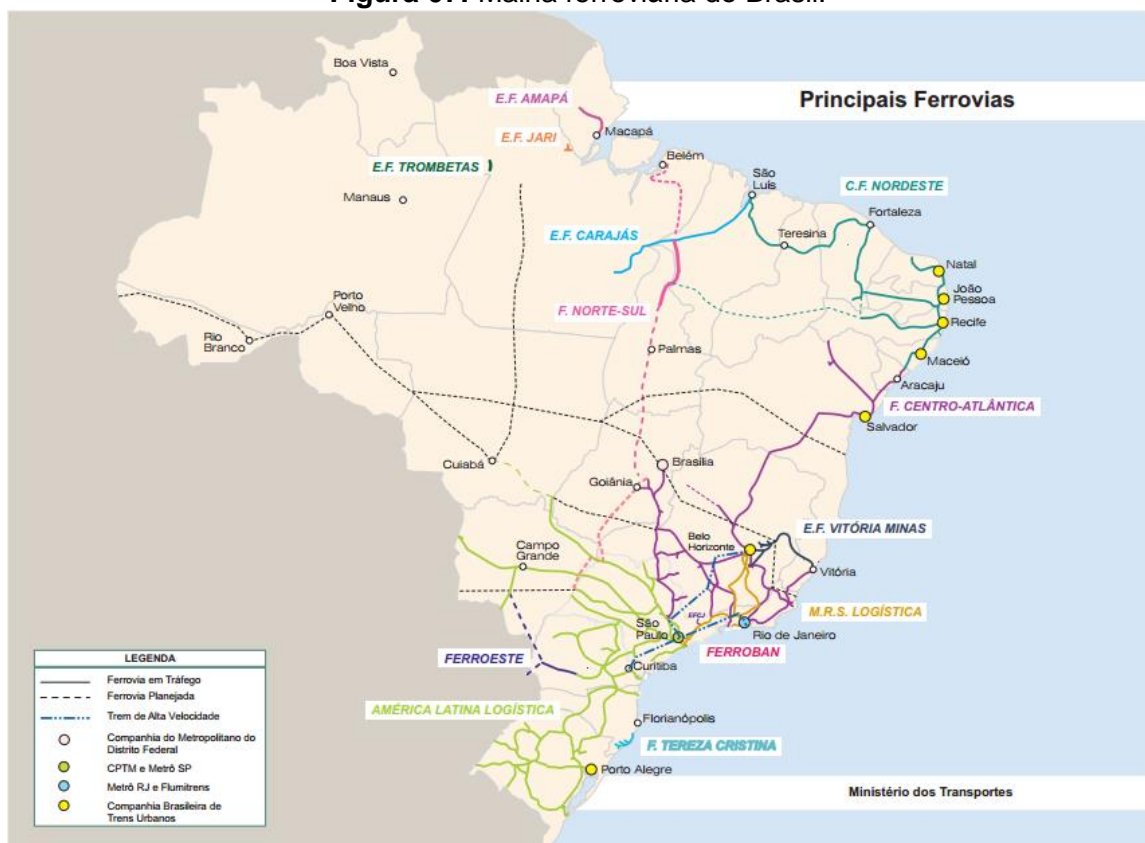 Figura 3.1 Malha ferroviária do Brasil.
Principais Ferrovias
Boa Vista
E.F. AMAPÁ
Macapá
E.F. JARI
E.F. TROMBETAS
Belém
São
Luís
C.F. NORDESTE
Manaus
Fortaleza
E.F. CARAJÁS
Teresina
Natal
João
Pessoa
Porto
Velho
F. NORTE-SUL
Recife
Rio
Branco
Palmas
Maceió
Aracaju
F. CENTRO-ATLÂNTICA
Salvador
Cuiabá
Brasília
Goiânia
E.F. VITÓRIA MINAS
Belo
Horizonte
Campo
Grande
Vitória
M.R.S. LOGÍSTICA
EFCJ
São
Paulo
Rio de Janeiro
FERROBAN
FERROESTE
Curitiba
AMÉRICA LATINA LOGÍSTICA
Florianópolis
F. TEREZA CRISTINA
Porto Alegre
Ministério dos Transportes
LEGENDA
Ferrovia em Tráfego
Ferrovia Planejada
Trem de Alta Velocidade
Companhia do Metropolitano do
Distrito Federal
CPTM e Metrô SP
Metrô RJ e Flumitrens
Companhia Brasileira de
Trens Urbanos